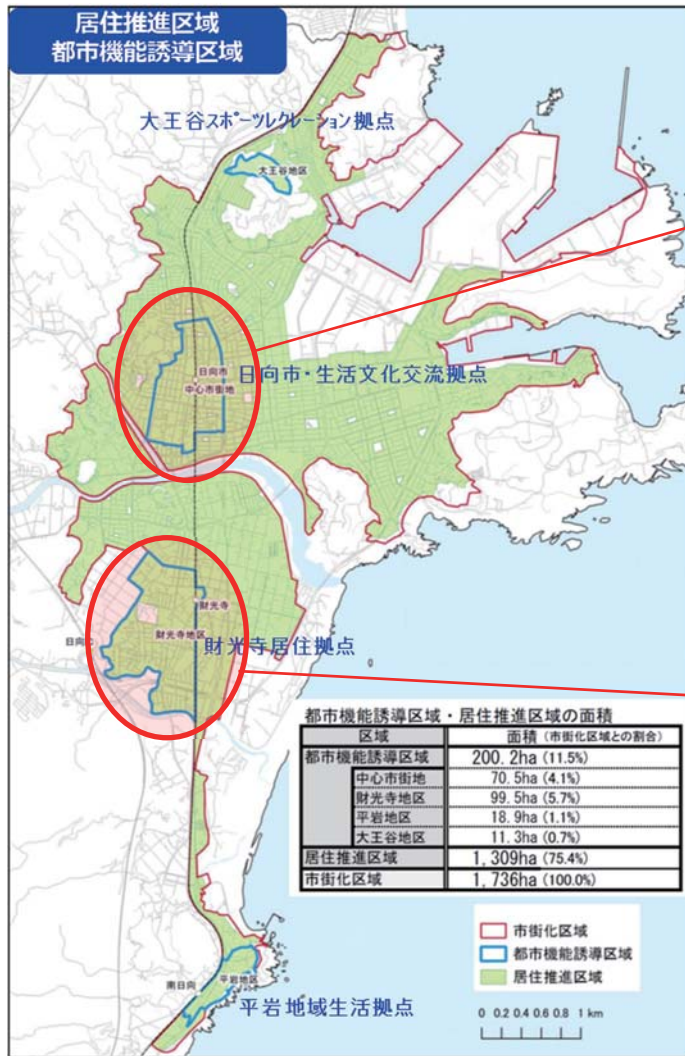 居住推進区域
都市機能誘導区域
大王谷スポーツレクレーション拠点
大王谷地区
日向市
中心市街地
日向市・生活文化交流拠点
財光寺
財光寺地区
財光寺居住拠点
都市機能誘導区域・居住推進区域の面積
区域 面積 (市街化区域との割合)
都市機能誘導区域 200.2ha (11.5%)
中心市街地 70.5ha (4.1%)
財光寺地区 99.5ha (5.7%)
平岩地区 18.9ha (1.1%)
大王谷地区 11.3ha (0.7%)
居住推進区域 1,309ha (75.4%)
市街化区域 1,736ha (100.0%)
市街化区域
都市機能誘導区域
居住推進区域
南日向
平岩地区
平岩地域生活拠点
0 0.2 0.4 0.6 0.8 1 km